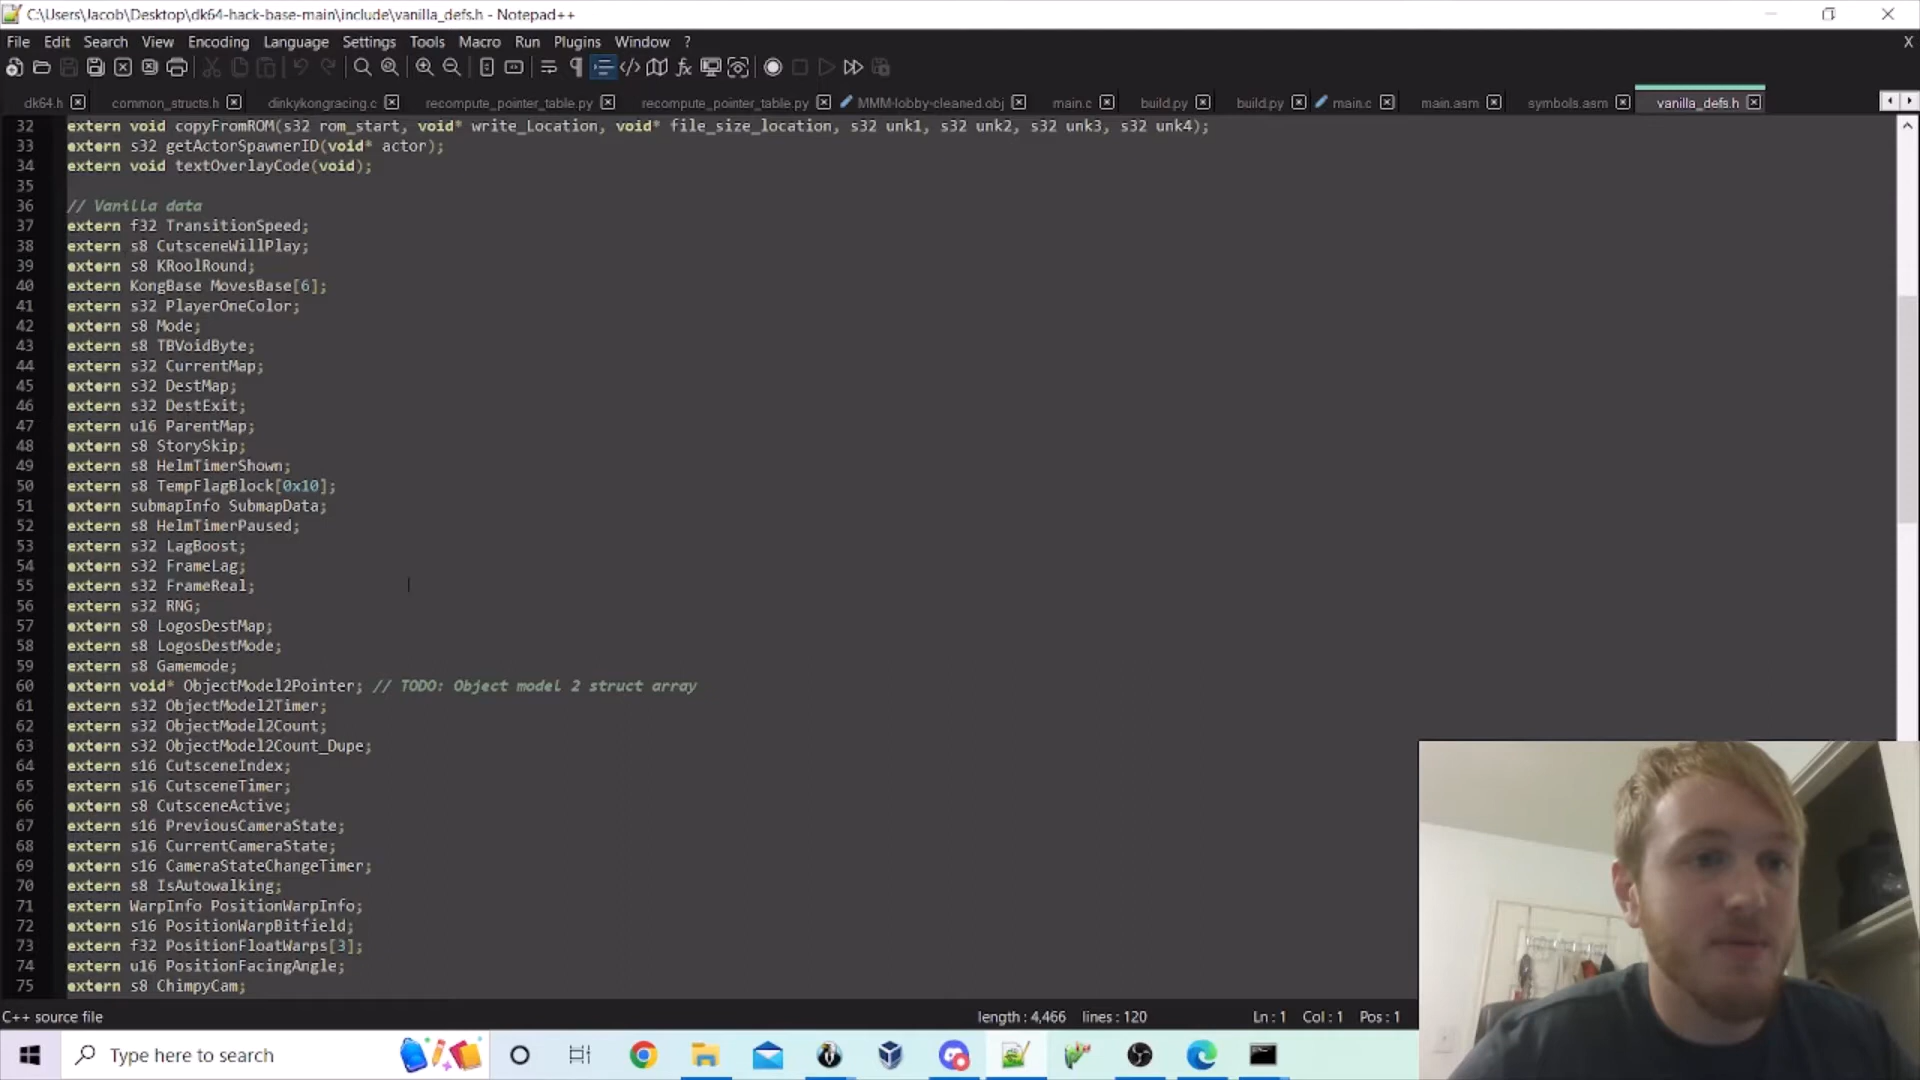 C:\Users\Jacob\Desktop\dk64-hack-base-main\include\vanilla_defs.h - Notepad++
File Edit Search View Encoding Language Settings Tools Macro Run Plugins Window ? X
dk64.h common_structs.h dinkykongracing.c recompute_pointer_table.py recompute_pointer_table.py MMM-lobby-cleaned.obj main.c build.py build.py main.c main.asm symbols.asm vanilla_defs.h
32 extern void copyFromROM(s32 rom_start, void* write_Location, void* file_size_location, s32 unk1, s32 unk2, s32 unk3, s32 unk4);
33 extern s32 getActorSpawnerID(void* actor);
34 extern void textOverlayCode(void);
35
36 // Vanilla data
37 extern f32 TransitionSpeed;
38 extern s8 CutsceneWillPlay;
39 extern s8 KRoolRound;
40 extern KongBase MovesBase[6];
41 extern s32 PlayerOneColor;
42 extern s8 Mode;
43 extern s8 TBVoidByte;
44 extern s32 CurrentMap;
45 extern s32 DestMap;
46 extern s32 DestExit;
47 extern u16 ParentMap;
48 extern s8 StorySkip;
49 extern s8 HelmTimerShown;
50 extern s8 TempFlagBlock[0x10];
51 extern submapInfo SubmapData;
52 extern s8 HelmTimerPaused;
53 extern s32 LagBoost;
54 extern s32 FrameLag;
55 extern s32 FrameReal;
56 extern s32 RNG;
57 extern s8 LogosDestMap;
58 extern s8 LogosDestMode;
59 extern s8 Gamemode;
60 extern void* ObjectModel2Pointer; // TODO: Object model 2 struct array
61 extern s32 ObjectModel2Timer;
62 extern s32 ObjectModel2Count;
63 extern s32 ObjectModel2Count_Dupe;
64 extern s16 CutsceneIndex;
65 extern s16 CutsceneTimer;
66 extern s8 CutsceneActive;
67 extern s16 PreviousCameraState;
68 extern s16 CurrentCameraState;
69 extern s16 CameraStateChangeTimer;
70 extern s8 IsAutowalking;
71 extern WarpInfo PositionWarpInfo;
72 extern s16 PositionWarpBitfield;
73 extern f32 PositionFloatWarps[3];
74 extern u16 PositionFacingAngle;
75 extern s8 ChimpyCam;
C++ source file length : 4,466 lines : 120 Ln : 1 Col : 1 Pos : 1
Type here to search